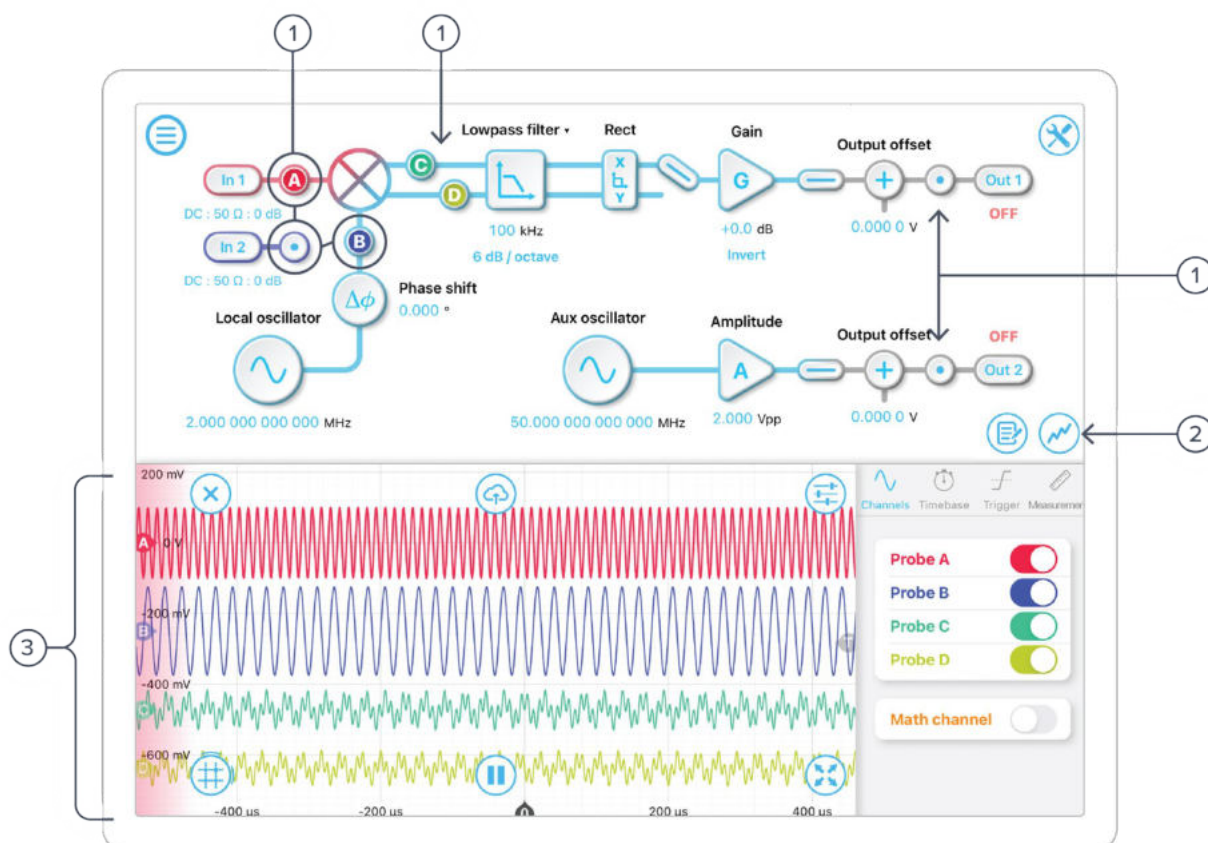 1
1
Lowpass filter
Rect
Gain
Output offset
In 1
A
C
D
X
Y
G
Out 1
OFF
DC : 50 Ω : 0 dB
In 2
B
100 kHz
+0.0 dB
0.000 0 V
6 dB / octave
Invert
DC : 50 Ω : 0 dB
1
Δϕ
Phase shift
0.000 °
Local oscillator
Aux oscillator
Amplitude
Output offset
OFF
A
Out 2
2.000 000 000 000 MHz
50.000 000 000 000 MHz
2.000 Vpp
0.000 0 V
2
200 mV
Channels
Timebase
Trigger
Measuremen
A
0 V
Probe A
Probe B
-200 mV
B
Probe C
3
Probe D
-400 mV
C
Math channel
-600 mV
D
-400 us
-200 us
0
200 us
400 us